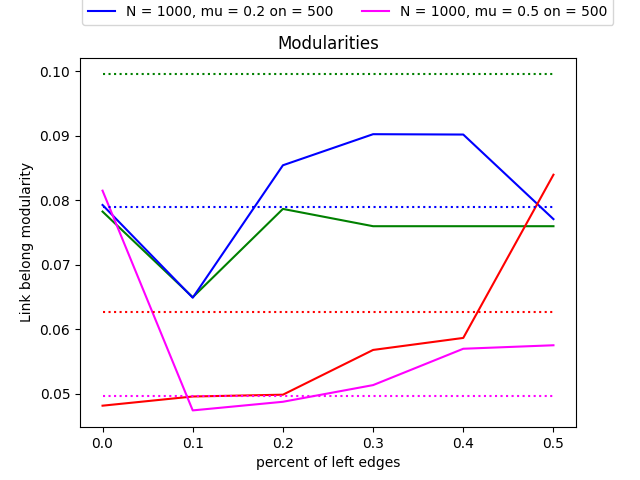 N = 1000, mu = 0.2 on = 500 N = 1000, mu = 0.5 on = 500
Modularities
0.10
0.09
0.08
0.07
0.06
0.05
Link belong modularity
0.0 0.1 0.2 0.3 0.4 0.5
percent of left edges